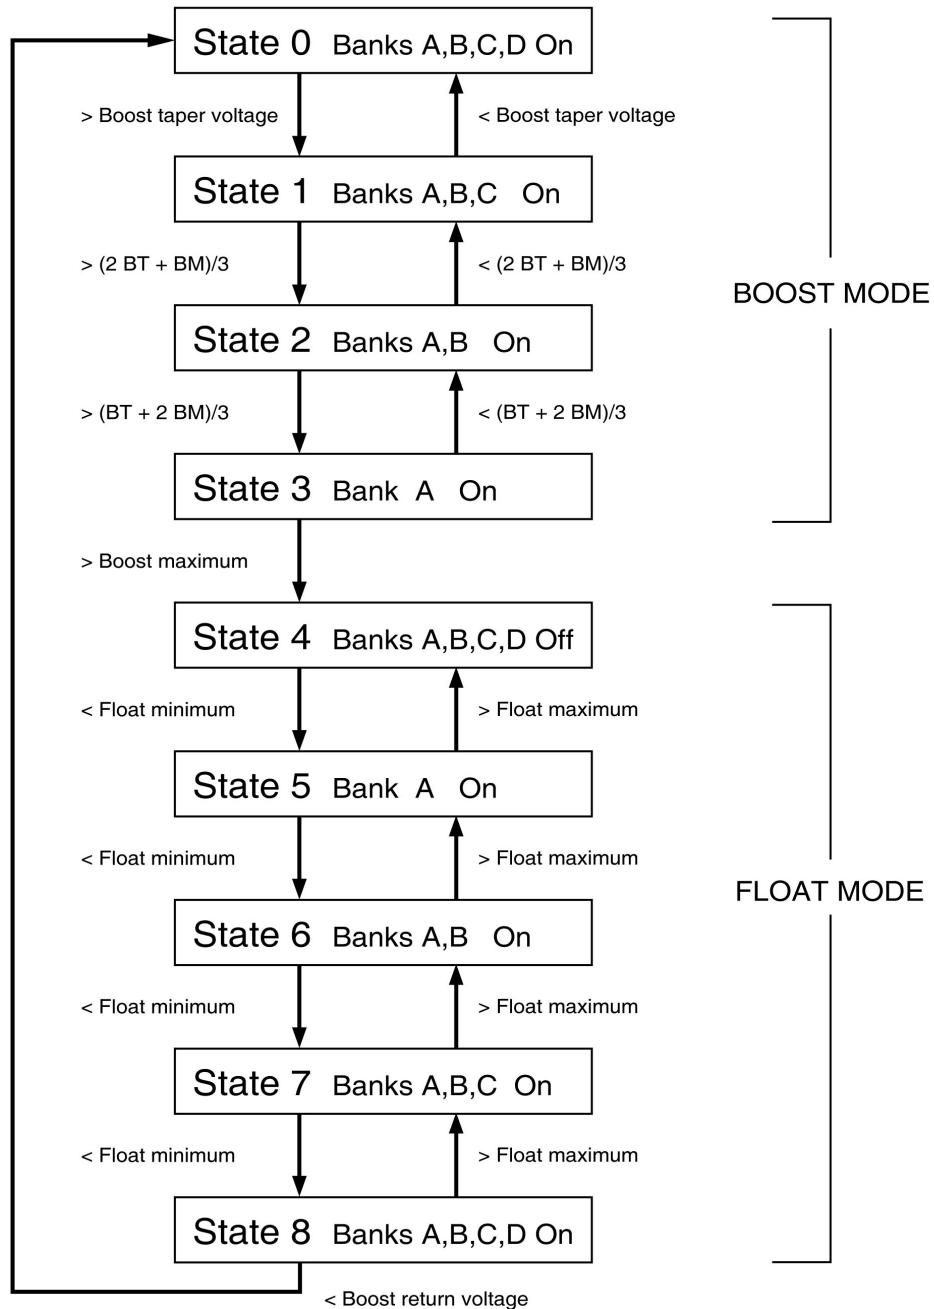 State 0 Banks A,B,C,D On
> Boost taper voltage
< Boost taper voltage
State 1 Banks A,B,C On
> (2 BT + BM)/3
< (2 BT + BM)/3
BOOST MODE
State 2 Banks A,B On
> (BT + 2 BM)/3
< (BT + 2 BM)/3
State 3 Bank A On
> Boost maximum
State 4 Banks A,B,C,D Off
< Float minimum
> Float maximum
State 5 Bank A On
< Float minimum
> Float maximum
FLOAT MODE
State 6 Banks A,B On
< Float minimum
> Float maximum
State 7 Banks A,B,C On
< Float minimum
> Float maximum
State 8 Banks A,B,C,D On
< Boost return voltage